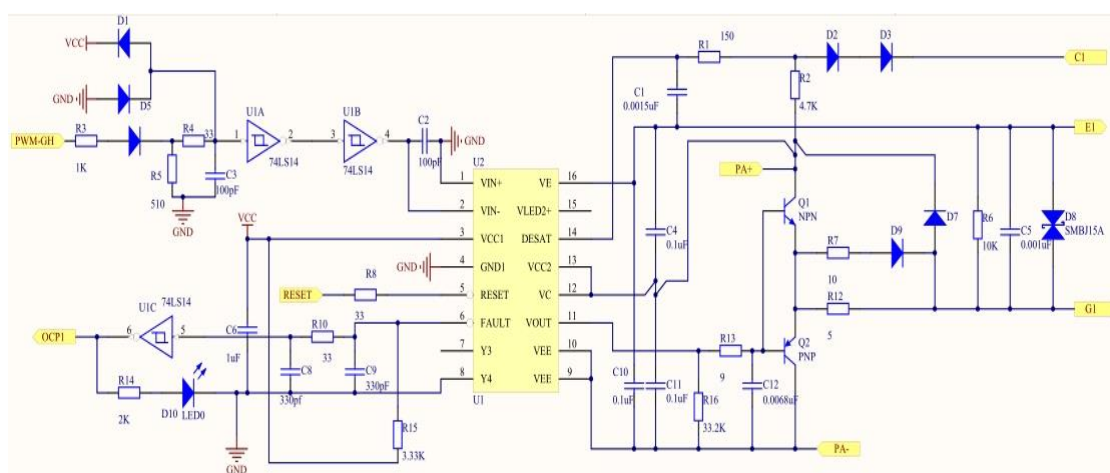 D1
VCC
GND
D5
PWM-GH
R3
1K
R4
33
R5
510
GND
C3
100pF
U1A
1
2
74LS14
U1B
3
4
74LS14
C2
100pF
GND
U2
1
VIN+
VE
16
2
VIN-
VLED2+
15
3
VCC1
DESAT
14
4
GND1
VCC2
13
5
RESET
VC
12
6
FAULT
VOUT
11
7
Y3
VEE
10
8
Y4
VEE
9
U1
VCC
GND
RESET
R8
33
U1C
74LS14
OCP1
6
5
R10
33
C6
1uF
C8
330pf
C9
330pF
R14
2K
D10
LED0
GND
R15
3.33K
R1
150
D2
D3
C1
C1
0.0015uF
R2
4.7K
E1
PA+
Q1
NPN
C4
0.1uF
R7
10
D9
D7
R6
10K
C5
0.001uF
D8
SMBJ15A
R12
5
G1
Q2
PNP
R13
9
C10
0.1uF
C11
0.1uF
R16
33.2K
C12
0.0068uF
PA-